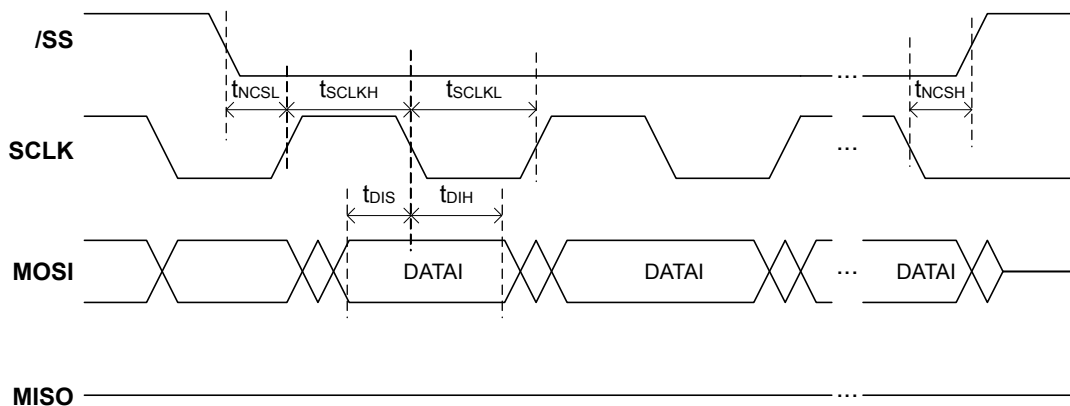 /SS
...
tNCSL tSCLKH tSCLKL tNCSH
SCLK
...
tDIS tDIH
MOSI DATAI DATAI ... DATAI
MISO ...